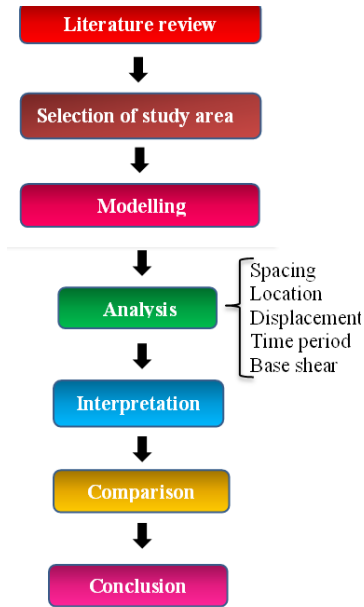 Literature review
Selection of study area
Modelling
Analysis
Spacing
Location
Displacement
Time period
Base shear
Interpretation
Comparison
Conclusion